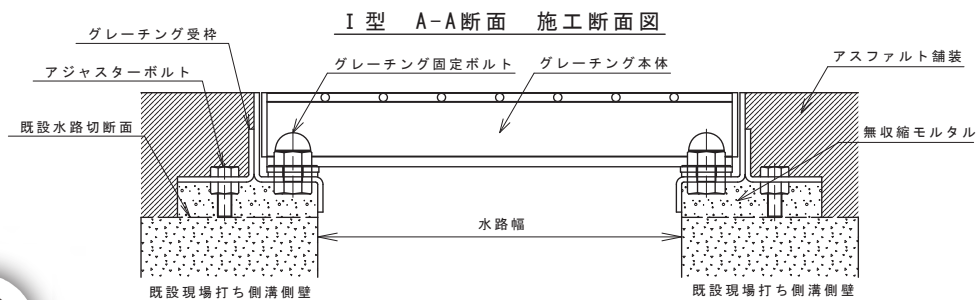 I型 A-A断面 施工断面図
グレーチング受枠
アジャスターボルト
グレーチング固定ボルト
グレーチング本体
アスファルト舗装
既設水路切断面
無収縮モルタル
水路幅
既設現場打ち側溝側壁
既設現場打ち側溝側壁